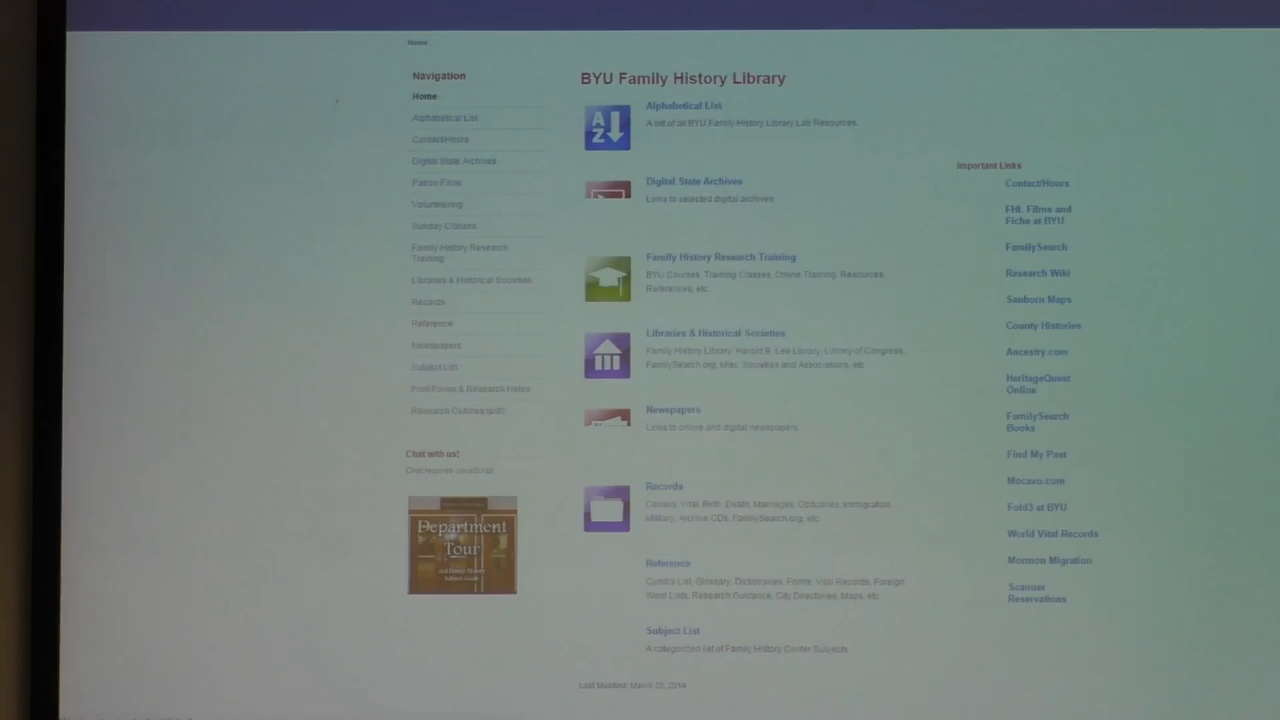 Home
Navigation
Home
Alphabetical List
Contact/Hours
Digital State Archives
Patron Films
Volunteering
Sunday Classes
Family History Research
Training
Libraries & Historical Societies
Records
Reference
Newspapers
Subject List
Print Forms & Research Notes
Research Outlines (pdf)
Chat with us!
Chat requires JavaScript.
Department
Tour
BYU Family History Library
A
Z
Alphabetical List
A list of all BYU Family History Library Lab Resources.
Digital State Archives
Links to selected digital archives.
Family History Research Training
BYU Courses, Training Classes, Online Training, Resources
References, etc.
Libraries & Historical Societies
Family History Library, Harold B. Lee Library, Library of Congress,
FamilySearch.org, Misc. Societies and Associations, etc.
Newspapers
Links to online and digital newspapers.
Records
Census, Vital, Birth, Death, Marriages, Obituaries, Immigration,
Military, Archive CDs, FamilySearch.org, etc.
Reference
Cyndi's List, Glossary, Dictionaries, Forms, Vital Records, Foreign
Word Lists, Research Guidance, City Directories, Maps, etc.
Subject List
A categorized list of Family History Center Subjects.
Last Modified: March 25, 2014
Important Links
Contact/Hours
FHL Films and
Fiche at BYU
FamilySearch
Research Wiki
Sanborn Maps
County Histories
Ancestry.com
HeritageQuest
Online
FamilySearch
Books
Find My Past
Mocavo.com
Fold3 at BYU
World Vital Records
Mormon Migration
Scanner
Reservations